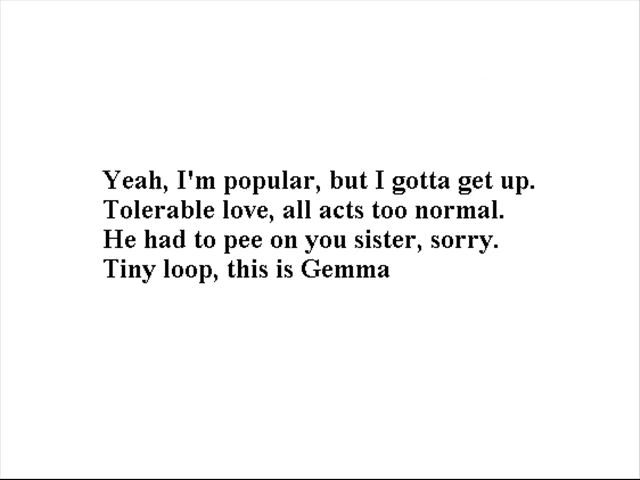 Yeah, I'm popular, but I gotta get up.
Tolerable love, all acts too normal.
He had to pee on you sister, sorry.
Tiny loop, this is Gemma